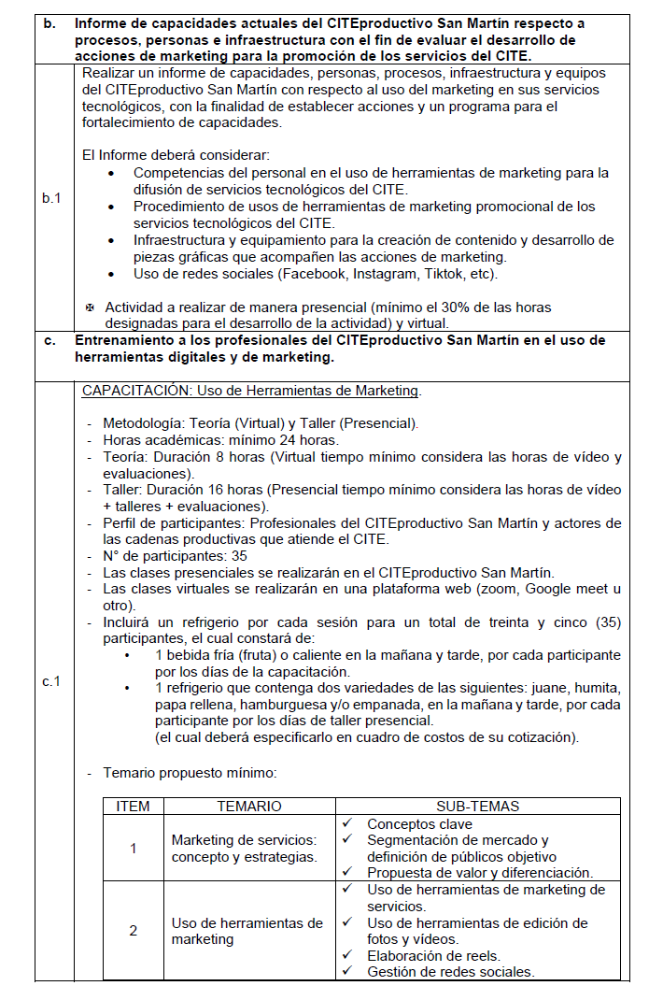 b. Informe de capacidades actuales del CITEproductivo San Martín respecto a
procesos, personas e infraestructura con el fin de evaluar el desarrollo de
acciones de marketing para la promoción de los servicios del CITE.
Realizar un informe de capacidades, personas, procesos, infraestructura y equipos
del CITEproductivo San Martín con respecto al uso del marketing en sus servicios
tecnológicos, con la finalidad de establecer acciones y un programa para el
fortalecimiento de capacidades.
El Informe deberá considerar:
• Competencias del personal en el uso de herramientas de marketing para la
difusión de servicios tecnológicos del CITE.
b.1
• Procedimiento de usos de herramientas de marketing promocional de los
servicios tecnológicos del CITE.
• Infraestructura y equipamiento para la creación de contenido y desarrollo de
piezas gráficas que acompañen las acciones de marketing.
• Uso de redes sociales (Facebook, Instagram, Tiktok, etc).
✠ Actividad a realizar de manera presencial (mínimo el 30% de las horas
designadas para el desarrollo de la actividad) y virtual.
c. Entrenamiento a los profesionales del CITEproductivo San Martín en el uso de
herramientas digitales y de marketing.
CAPACITACIÓN: Uso de Herramientas de Marketing.
- Metodología: Teoría (Virtual) y Taller (Presencial).
- Horas académicas: mínimo 24 horas.
- Teoría: Duración 8 horas (Virtual tiempo mínimo considera las horas de vídeo y
evaluaciones).
- Taller: Duración 16 horas (Presencial tiempo mínimo considera las horas de vídeo
+ talleres + evaluaciones).
- Perfil de participantes: Profesionales del CITEproductivo San Martín y actores de
las cadenas productivas que atiende el CITE.
- N° de participantes: 35
- Las clases presenciales se realizarán en el CITEproductivo San Martín.
- Las clases virtuales se realizarán en una plataforma web (zoom, Google meet u
otro).
- Incluirá un refrigerio por cada sesión para un total de treinta y cinco (35)
participantes, el cual constará de:
• 1 bebida fría (fruta) o caliente en la mañana y tarde, por cada participante
por los días de la capacitación.
c.1
• 1 refrigerio que contenga dos variedades de las siguientes: juane, humita,
papa rellena, hamburguesa y/o empanada, en la mañana y tarde, por cada
participante por los días de taller presencial.
(el cual deberá especificarlo en cuadro de costos de su cotización).
- Temario propuesto mínimo:
ITEM TEMARIO SUB-TEMAS
1
Marketing de servicios:
concepto y estrategias.
✓ Conceptos clave
✓ Segmentación de mercado y
definición de públicos objetivo
✓ Propuesta de valor y diferenciación.
2
Uso de herramientas de
marketing
✓ Uso de herramientas de marketing de
servicios.
✓ Uso de herramientas de edición de
fotos y vídeos.
✓ Elaboración de reels.
✓ Gestión de redes sociales.